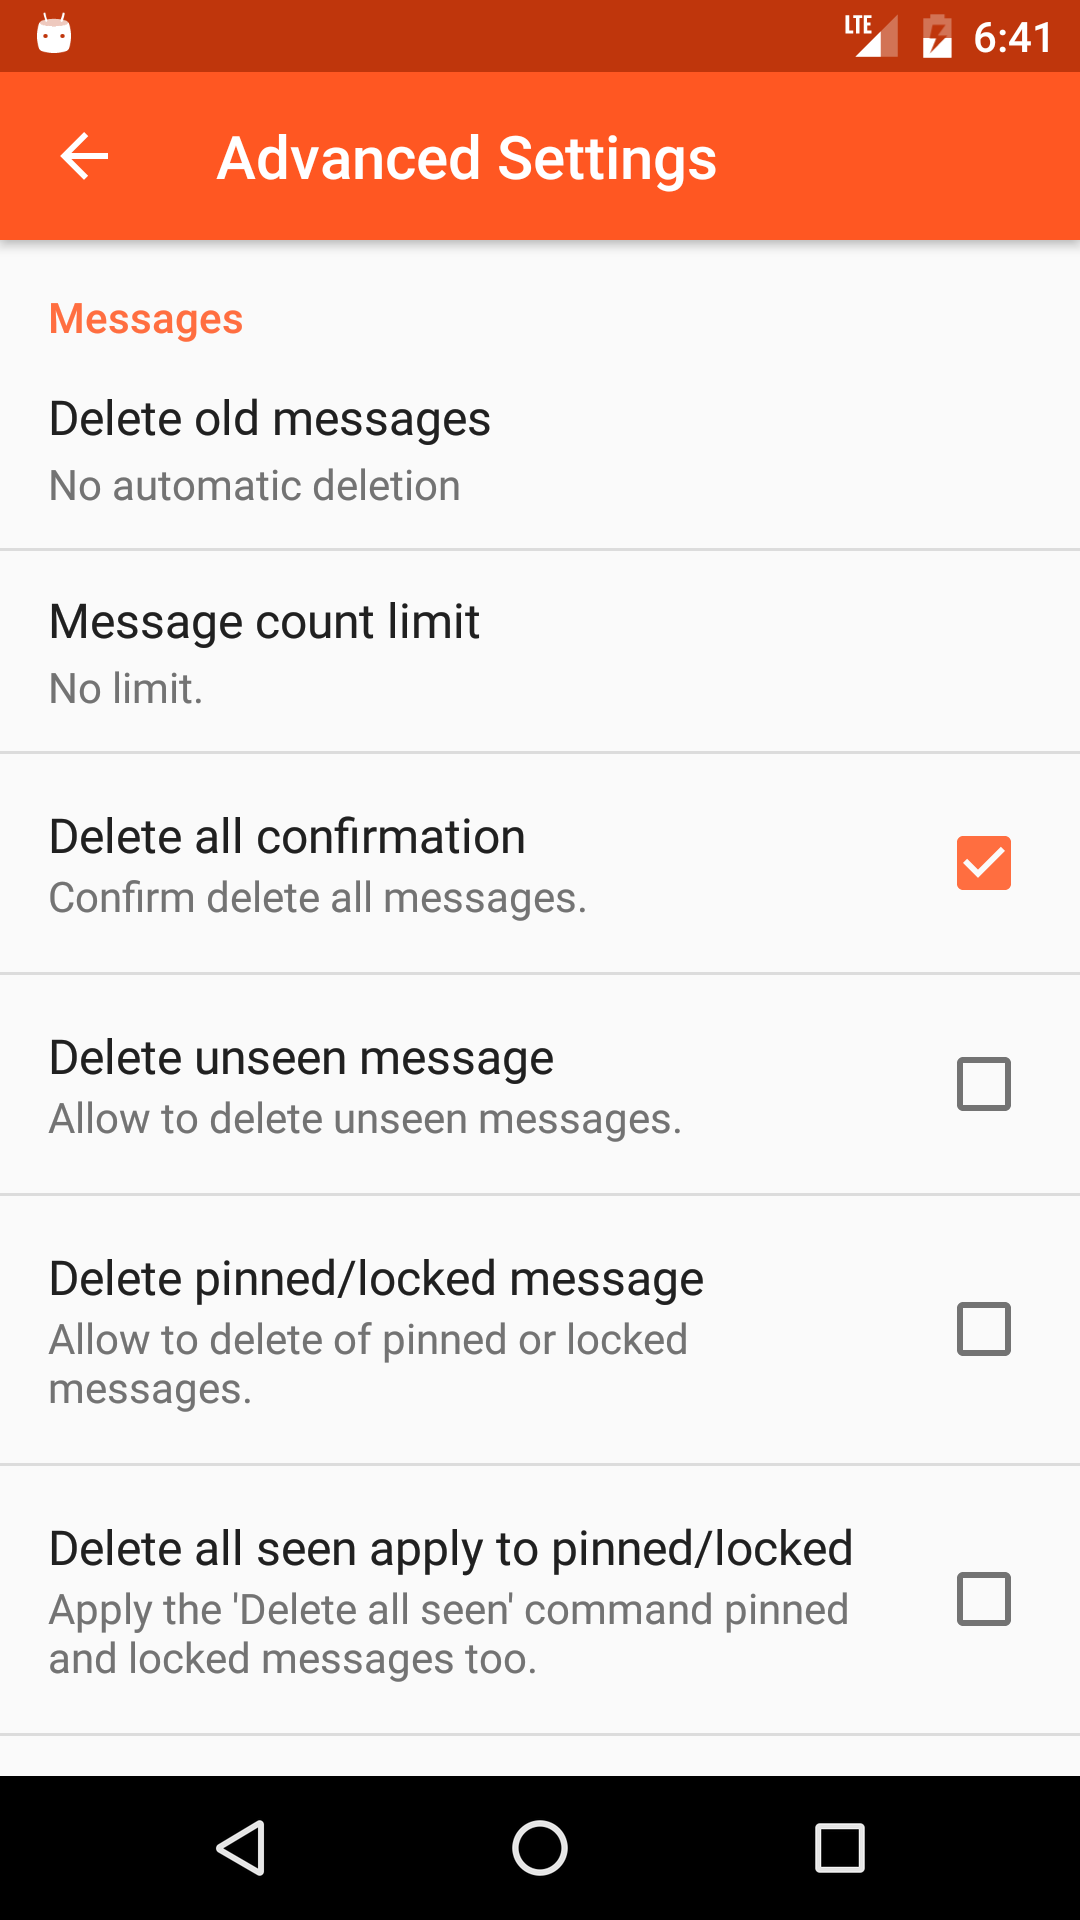 LTE 6:41
Advanced Settings
Messages
Delete old messages
No automatic deletion
Message count limit
No limit.
Delete all confirmation
Confirm delete all messages.
Delete unseen message
Allow to delete unseen messages.
Delete pinned/locked message
Allow to delete of pinned or locked
messages.
Delete all seen apply to pinned/locked
Apply the 'Delete all seen' command pinned
and locked messages too.